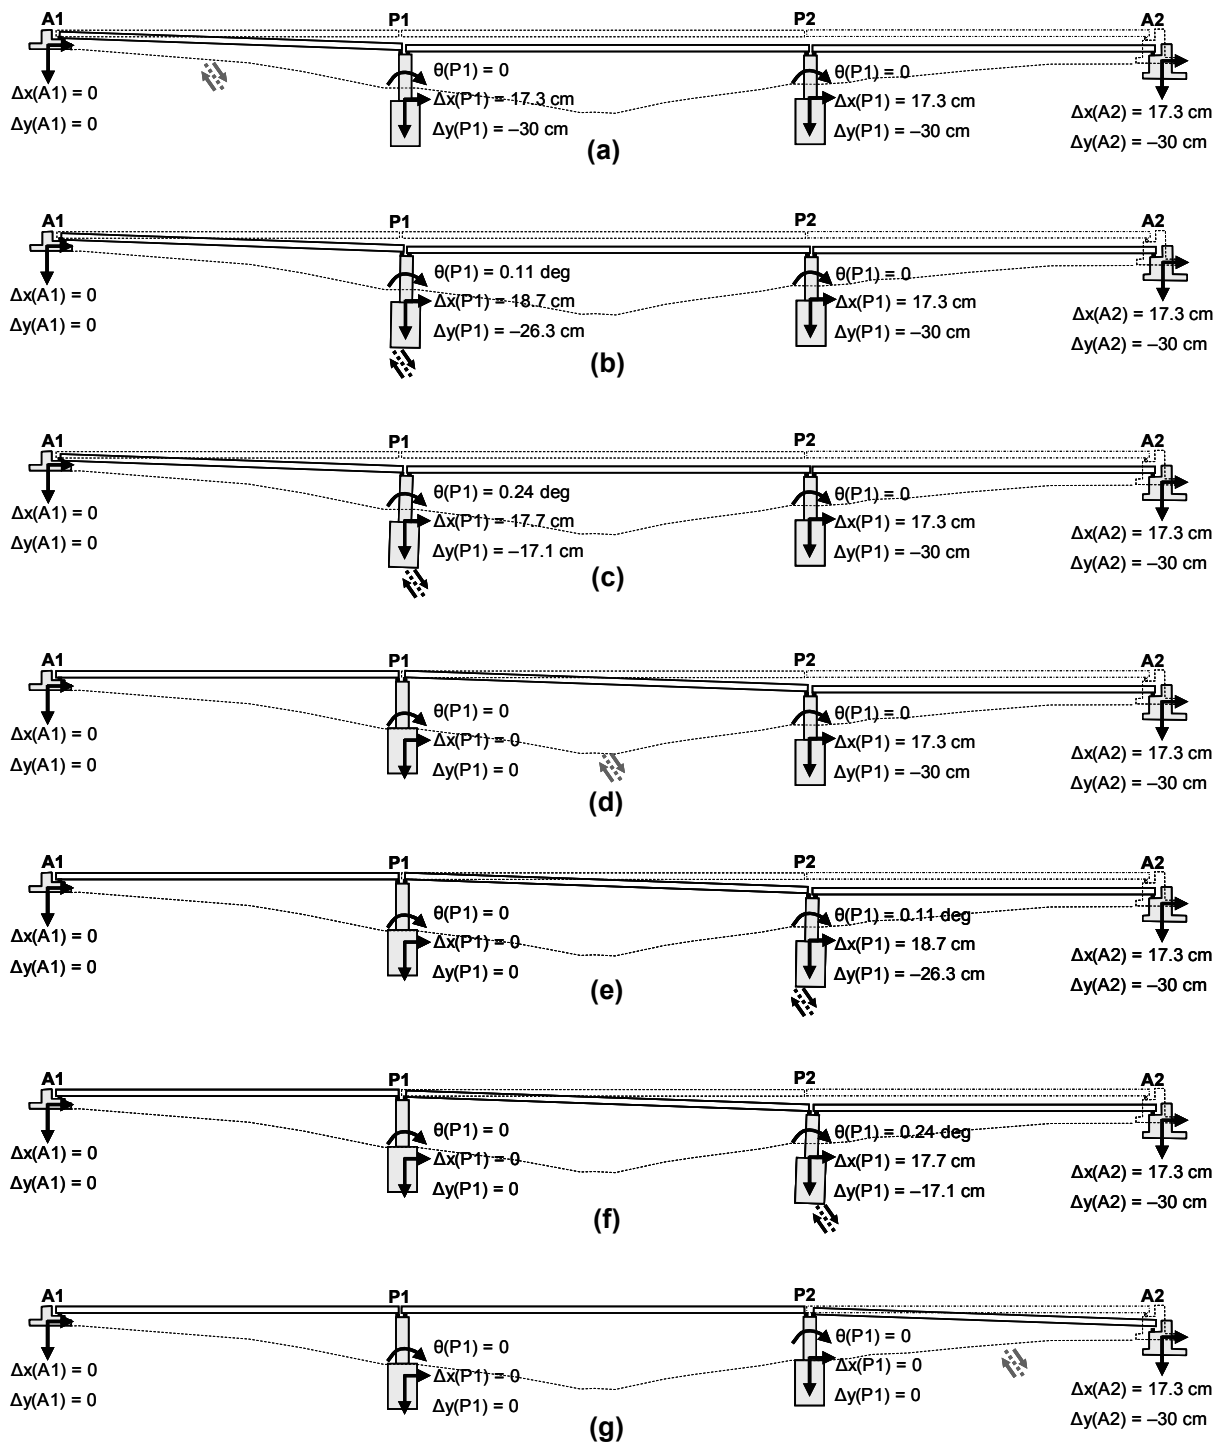 A1 P1 P2 A2
θ(P1) = 0 θ(P1) = 0
Δx(A1) = 0 Δx(P1) = 17.3 cm Δx(P1) = 17.3 cm Δx(A2) = 17.3 cm
Δy(A1) = 0 Δy(P1) = –30 cm Δy(P1) = –30 cm Δy(A2) = –30 cm
(a)
A1 P1 P2 A2
θ(P1) = 0.11 deg θ(P1) = 0
Δx(A1) = 0 Δx(P1) = 18.7 cm Δx(P1) = 17.3 cm Δx(A2) = 17.3 cm
Δy(A1) = 0 Δy(P1) = –26.3 cm Δy(P1) = –30 cm Δy(A2) = –30 cm
(b)
A1 P1 P2 A2
θ(P1) = 0.24 deg θ(P1) = 0
Δx(A1) = 0 Δx(P1) = 17.7 cm Δx(P1) = 17.3 cm Δx(A2) = 17.3 cm
Δy(A1) = 0 Δy(P1) = –17.1 cm Δy(P1) = –30 cm Δy(A2) = –30 cm
(c)
A1 P1 P2 A2
θ(P1) = 0 θ(P1) = 0
Δx(A1) = 0 Δx(P1) = 0 Δx(P1) = 17.3 cm Δx(A2) = 17.3 cm
Δy(A1) = 0 Δy(P1) = 0 Δy(P1) = –30 cm Δy(A2) = –30 cm
(d)
A1 P1 P2 A2
θ(P1) = 0 θ(P1) = 0.11 deg
Δx(A1) = 0 Δx(P1) = 0 Δx(P1) = 18.7 cm Δx(A2) = 17.3 cm
Δy(A1) = 0 Δy(P1) = 0 Δy(P1) = –26.3 cm Δy(A2) = –30 cm
(e)
A1 P1 P2 A2
θ(P1) = 0 θ(P1) = 0.24 deg
Δx(A1) = 0 Δx(P1) = 0 Δx(P1) = 17.7 cm Δx(A2) = 17.3 cm
Δy(A1) = 0 Δy(P1) = 0 Δy(P1) = –17.1 cm Δy(A2) = –30 cm
(f)
A1 P1 P2 A2
θ(P1) = 0 θ(P1) = 0
Δx(A1) = 0 Δx(P1) = 0 Δx(P1) = 0 Δx(A2) = 17.3 cm
Δy(A1) = 0 Δy(P1) = 0 Δy(P1) = 0 Δy(A2) = –30 cm
(g)